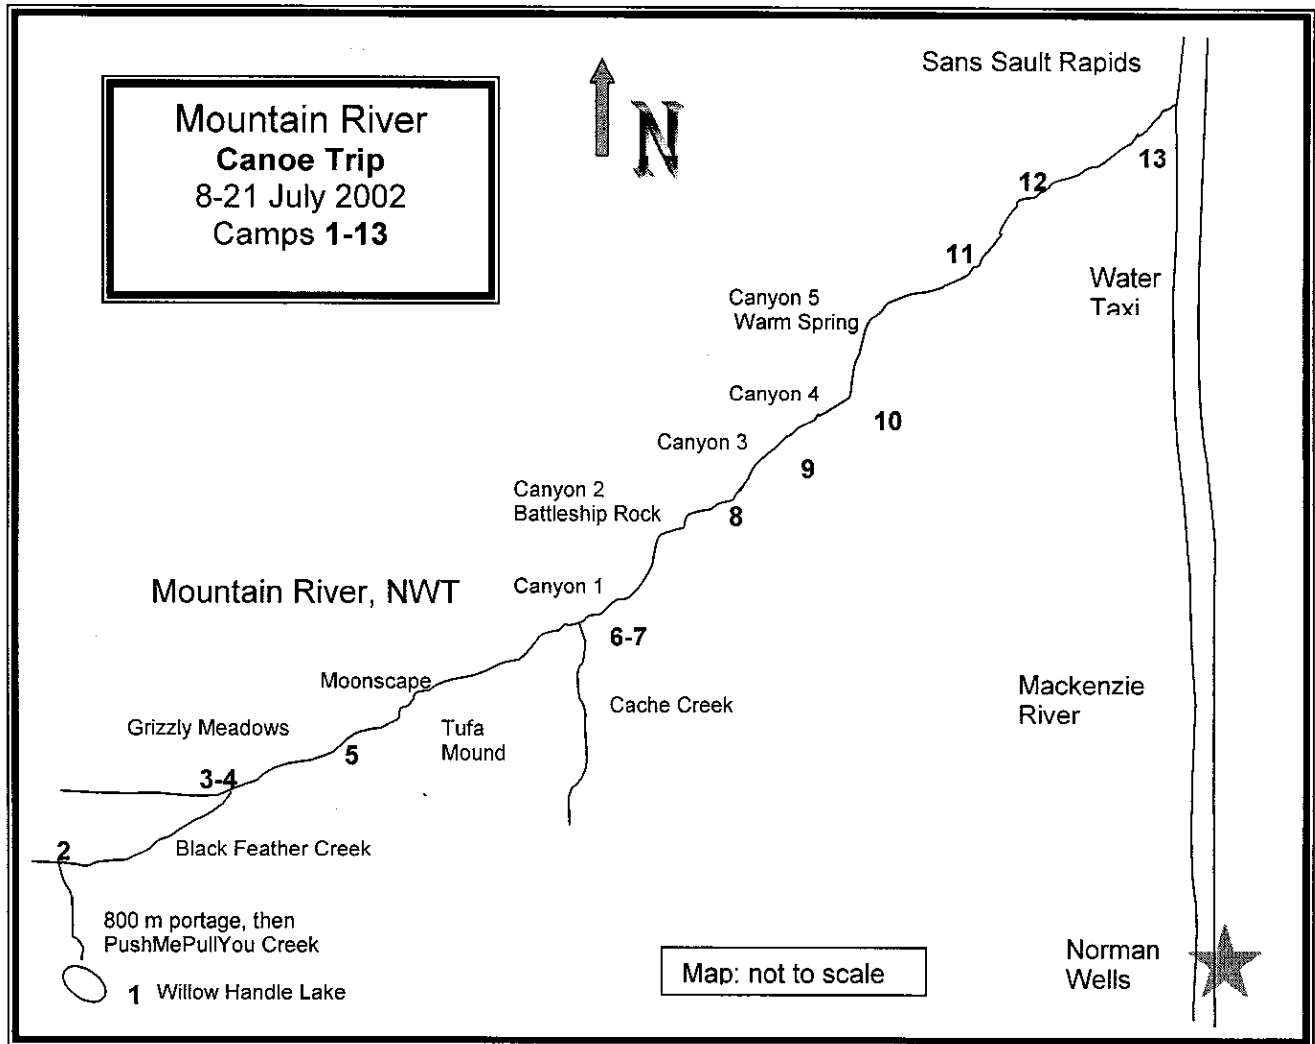 Mountain River
Canoe Trip
8-21 July 2002
Camps 1-13
N
Sans Sault Rapids
13
12
11
Water
Taxi
Canyon 5
Warm Spring
Canyon 4
10
Canyon 3
9
Canyon 2
Battleship Rock
8
Mountain River, NWT
Canyon 1
6-7
Moonscape
Cache Creek
Mackenzie
River
Grizzly Meadows
5
Tufa
Mound
3-4
2
Black Feather Creek
800 m portage, then
PushMePullYou Creek
1 Willow Handle Lake
Map: not to scale
Norman
Wells